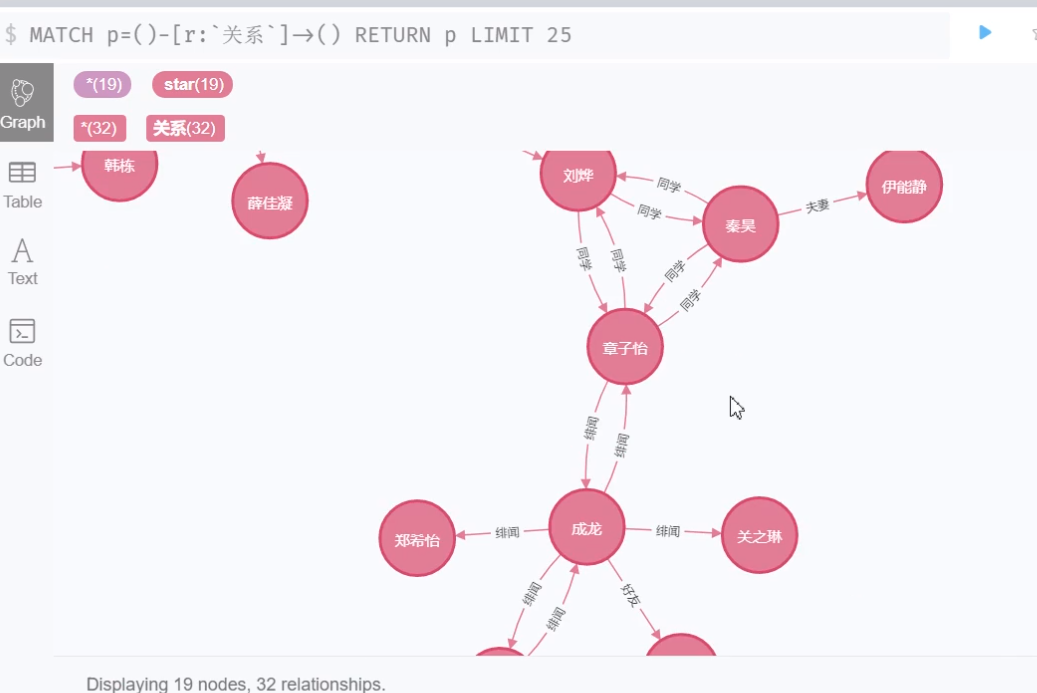 $ MATCH p=()-[r:`关系`]->() RETURN p LIMIT 25
*(19) star(19)
Graph
*(32) 关系(32)
韩栋
刘烨
同学
伊能静
Table
薛佳凝
同学
夫妻
秦昊
A
Text
同学
同学
同学
同学
章子怡
Code
绯闻
绯闻
郑希怡
绯闻
成龙
绯闻
关之琳
绯闻
绯闻
好友
Displaying 19 nodes, 32 relationships.